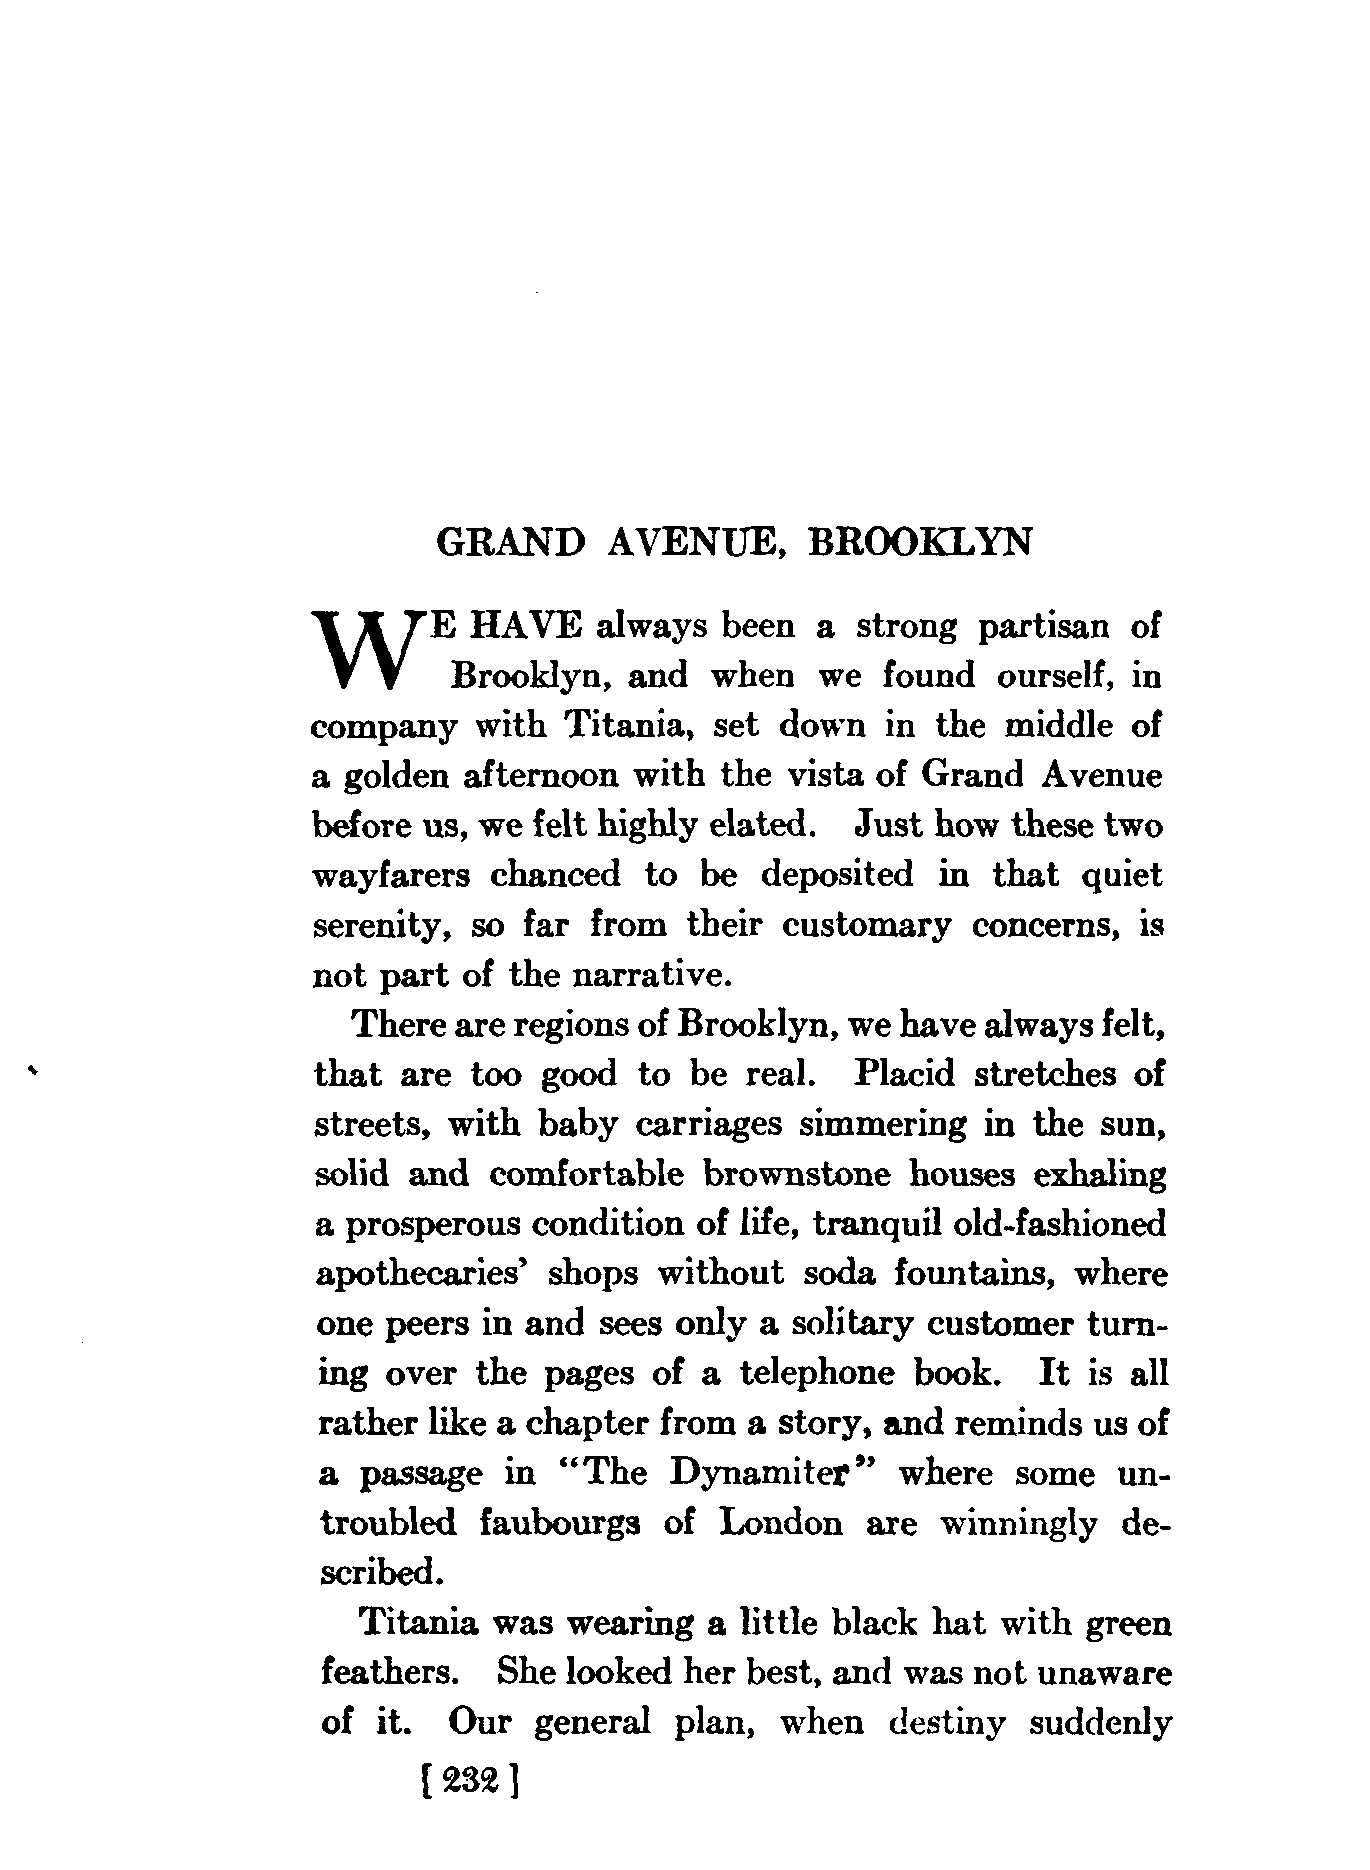 GRAND AVENUE, BROOKLYN
WE HAVE always been a strong partisan of
Brooklyn, and when we found ourself, in
company with Titania, set down in the middle of
a golden afternoon with the vista of Grand Avenue
before us, we felt highly elated. Just how these two
wayfarers chanced to be deposited in that quiet
serenity, so far from their customary concerns, is
not part of the narrative.
There are regions of Brooklyn, we have always felt,
that are too good to be real. Placid stretches of
streets, with baby carriages simmering in the sun,
solid and comfortable brownstone houses exhaling
a prosperous condition of life, tranquil old-fashioned
apothecaries' shops without soda fountains, where
one peers in and sees only a solitary customer turn-
ing over the pages of a telephone book. It is all
rather like a chapter from a story, and reminds us of
a passage in "The Dynamiter" where some un-
troubled faubourgs of London are winningly de-
scribed.
Titania was wearing a little black hat with green
feathers. She looked her best, and was not unaware
of it. Our general plan, when destiny suddenly
[ 232 ]